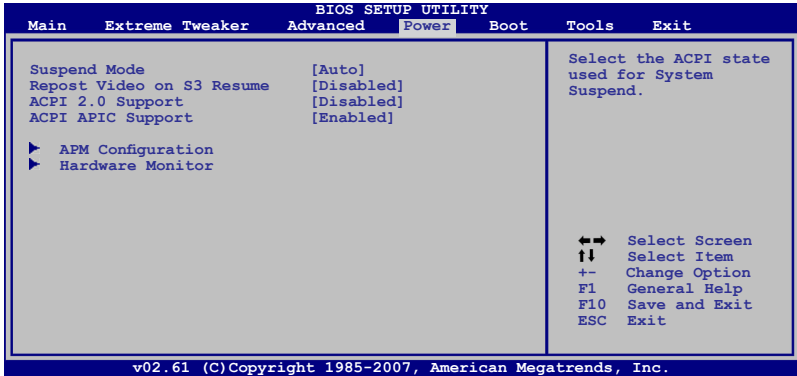 BIOS SETUP UTILITY
Main Extreme Tweaker Advanced Power Boot Tools Exit
Suspend Mode [Auto]
Repost Video on S3 Resume [Disabled]
ACPI 2.0 Support [Disabled]
ACPI APIC Support [Enabled]
APM Configuration
Hardware Monitor
Select the ACPI state
used for System
Suspend.
←→ Select Screen
↑↓ Select Item
+- Change Option
F1 General Help
F10 Save and Exit
ESC Exit
v02.61 (C)Copyright 1985-2007, American Megatrends, Inc.